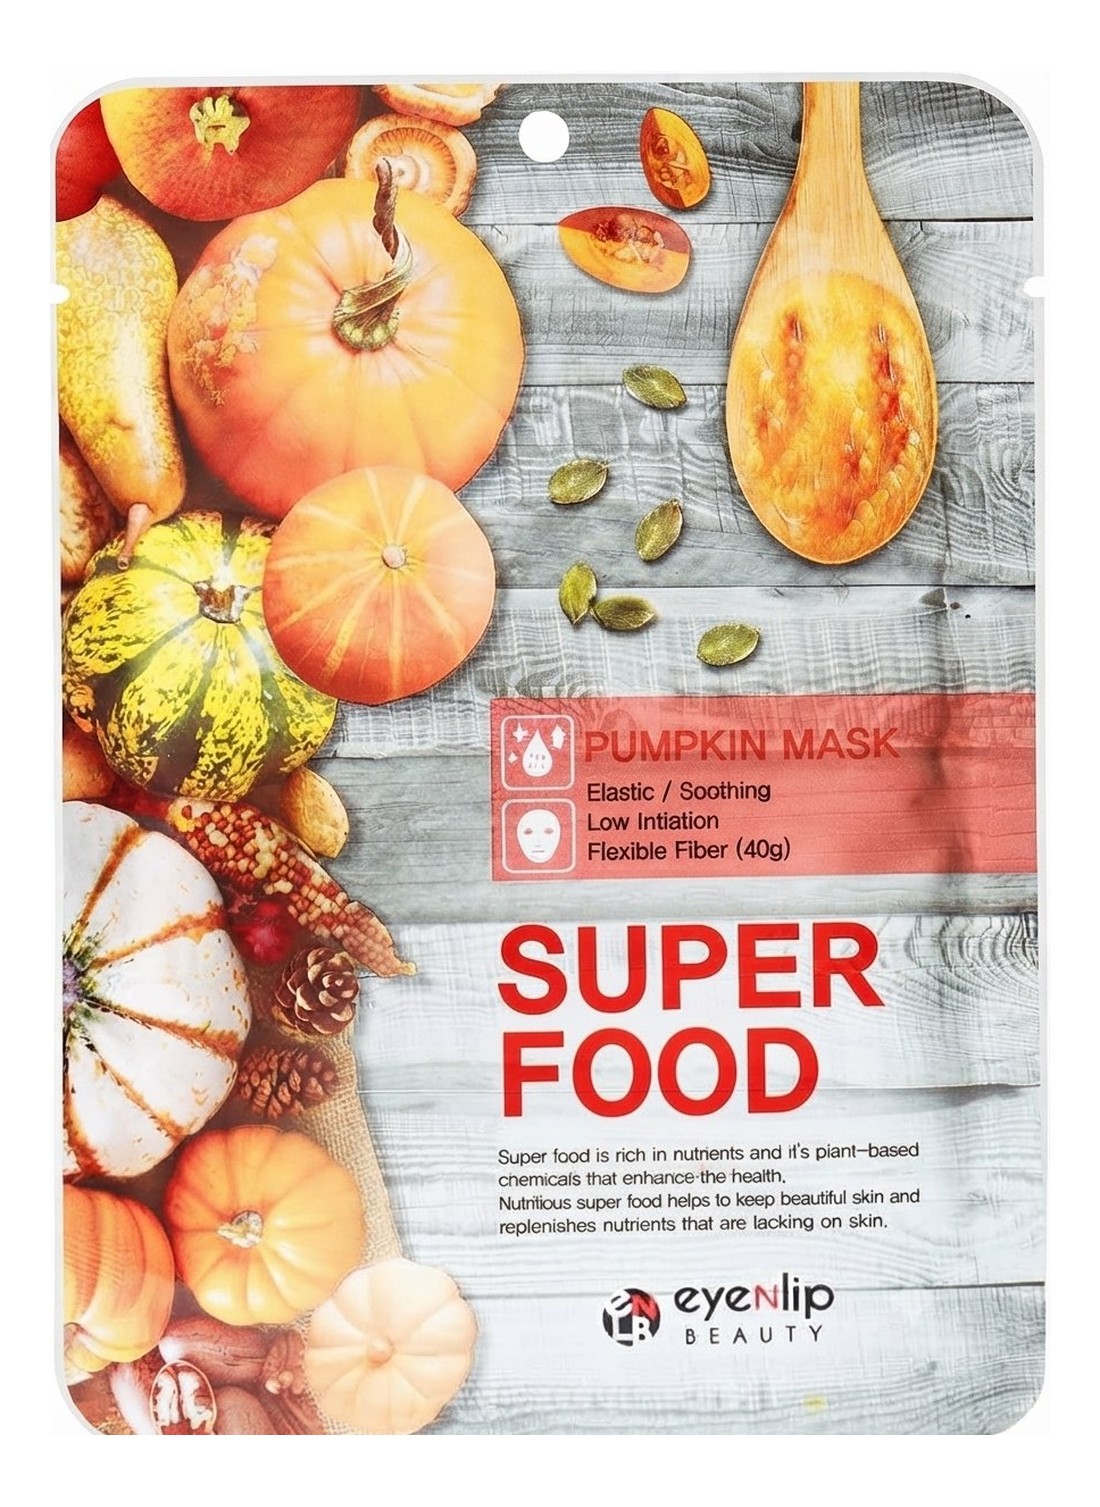 PUMPKIN MASK
Elastic / Soothing
Low Intiation
Flexible Fiber (40g)
SUPER
FOOD
Super food is rich in nutrients and it's plant-based
chemicals that enhance the health.
Nutritious super food helps to keep beautiful skin and
replenishes nutrients that are lacking on skin.
eNLB
eyeNlip
BEAUTY